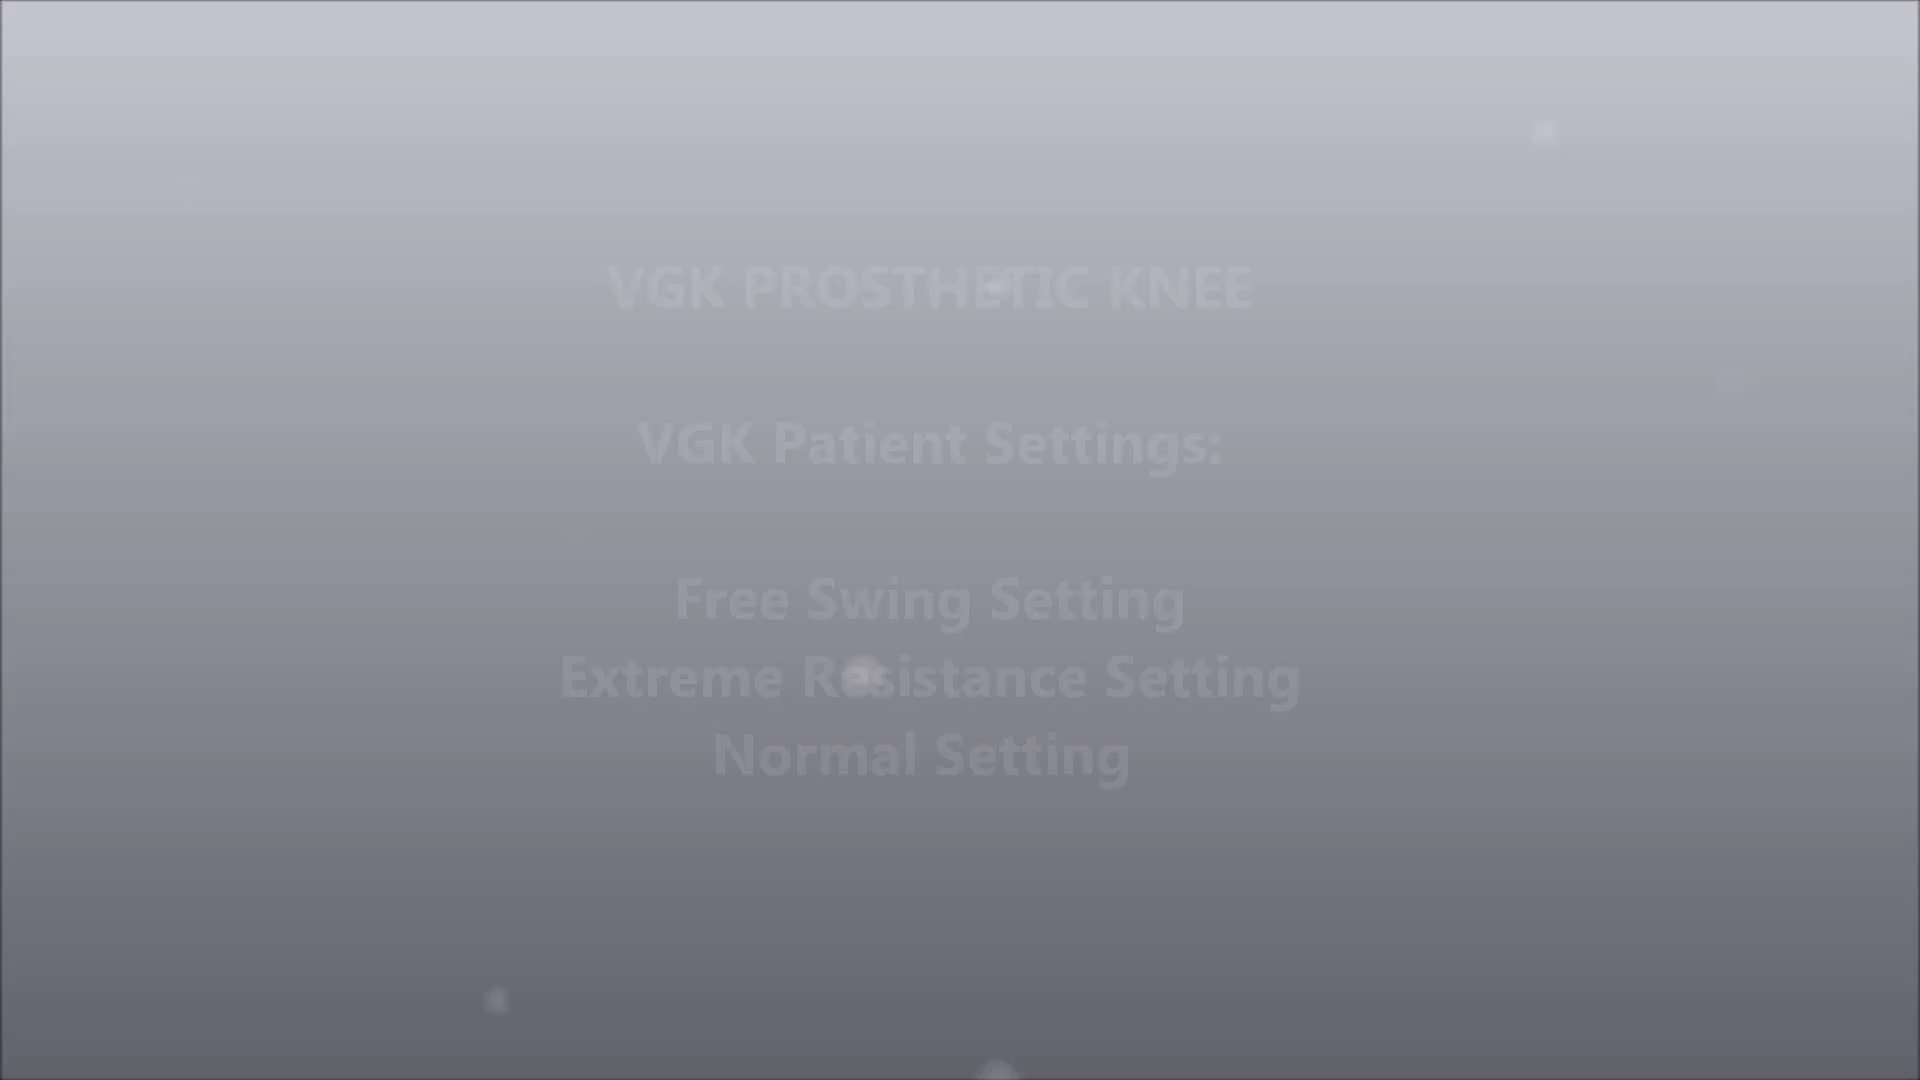 VGK PROSTHETIC KNEE
VGK Patient Settings:
Free Swing Setting
Extreme Resistance Setting
Normal Setting